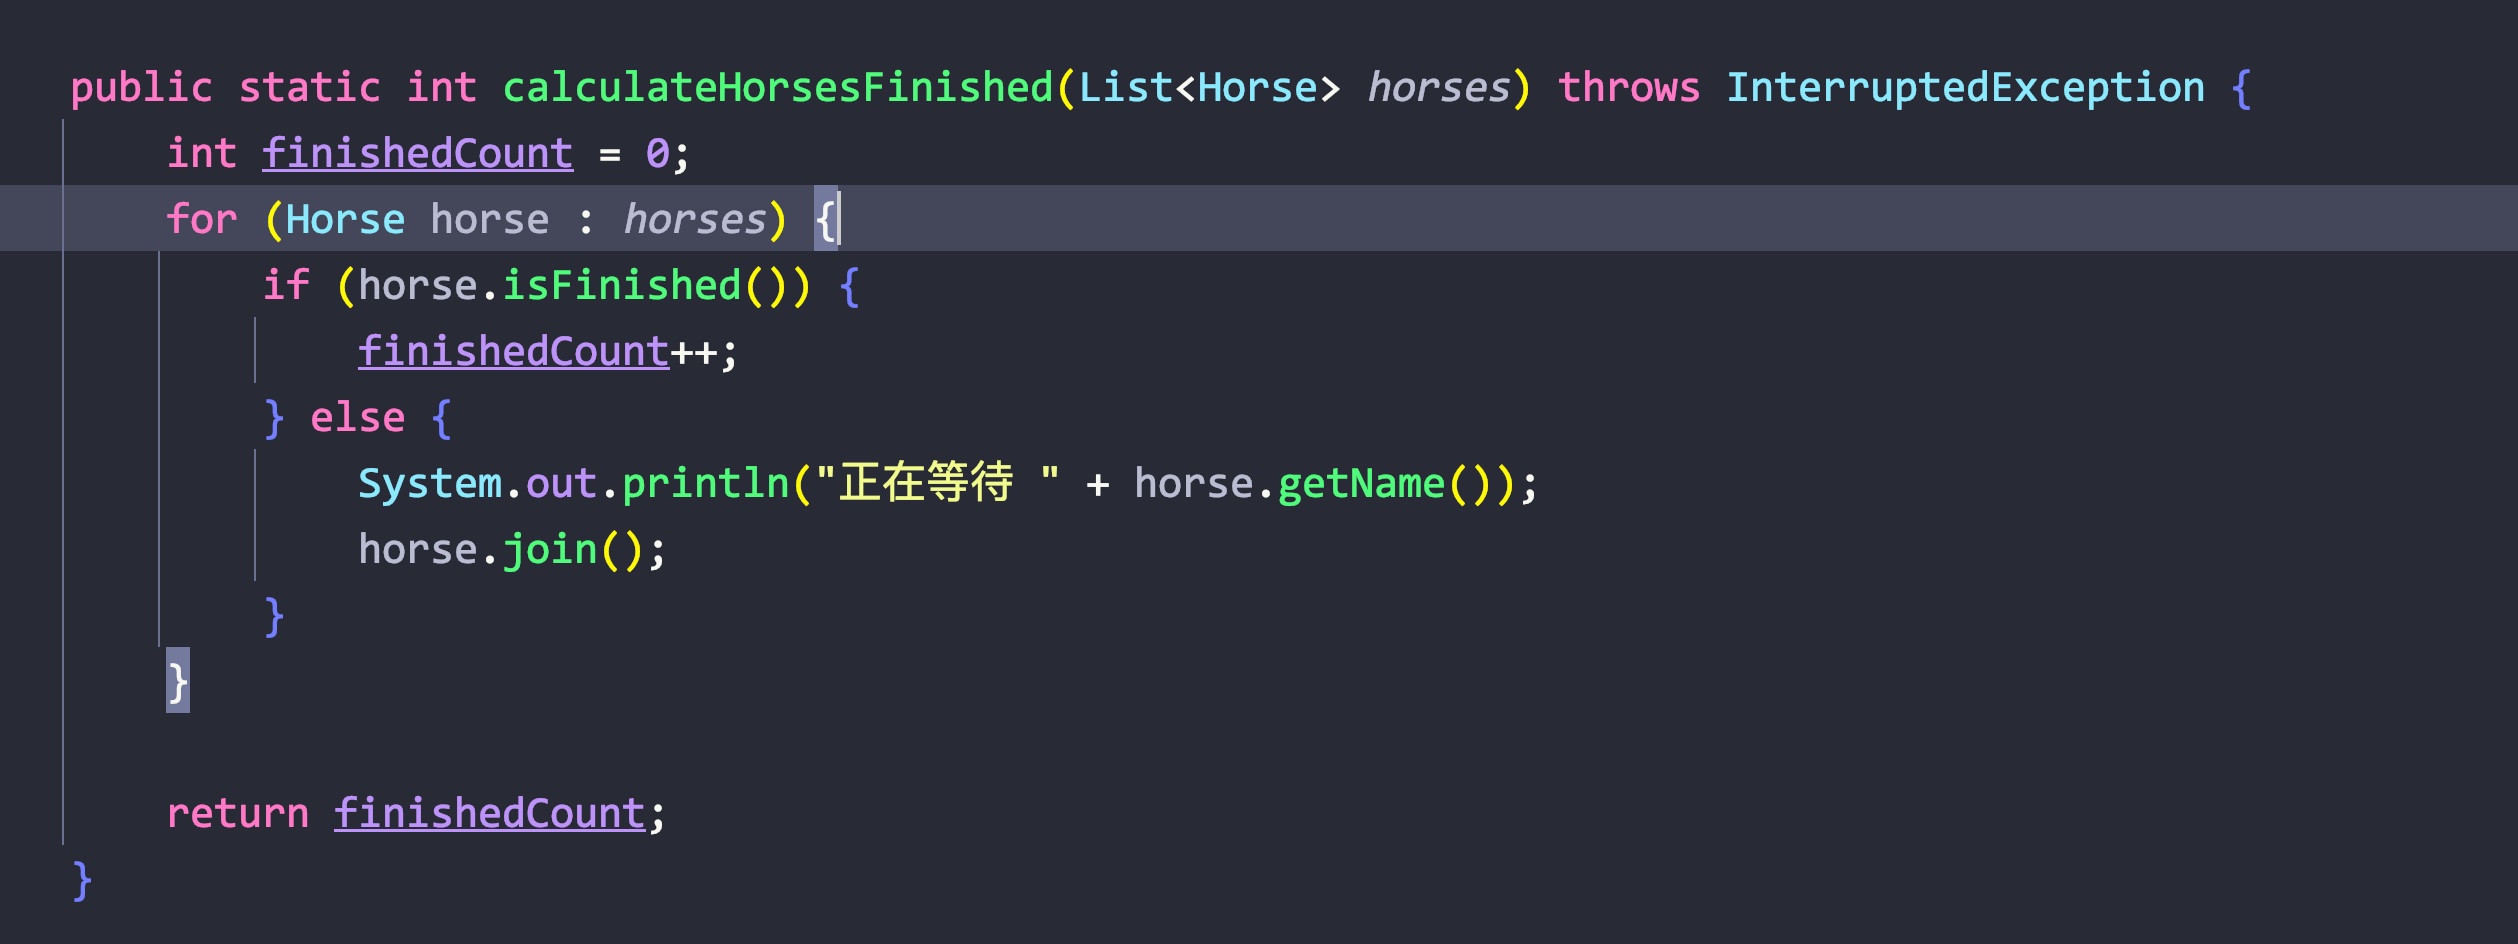 public static int calculateHorsesFinished(List<Horse> horses) throws InterruptedException {
int finishedCount = 0;
for (Horse horse : horses) {
if (horse.isFinished()) {
finishedCount++;
} else {
System.out.println("正在等待 " + horse.getName());
horse.join();
}
}
return finishedCount;
}